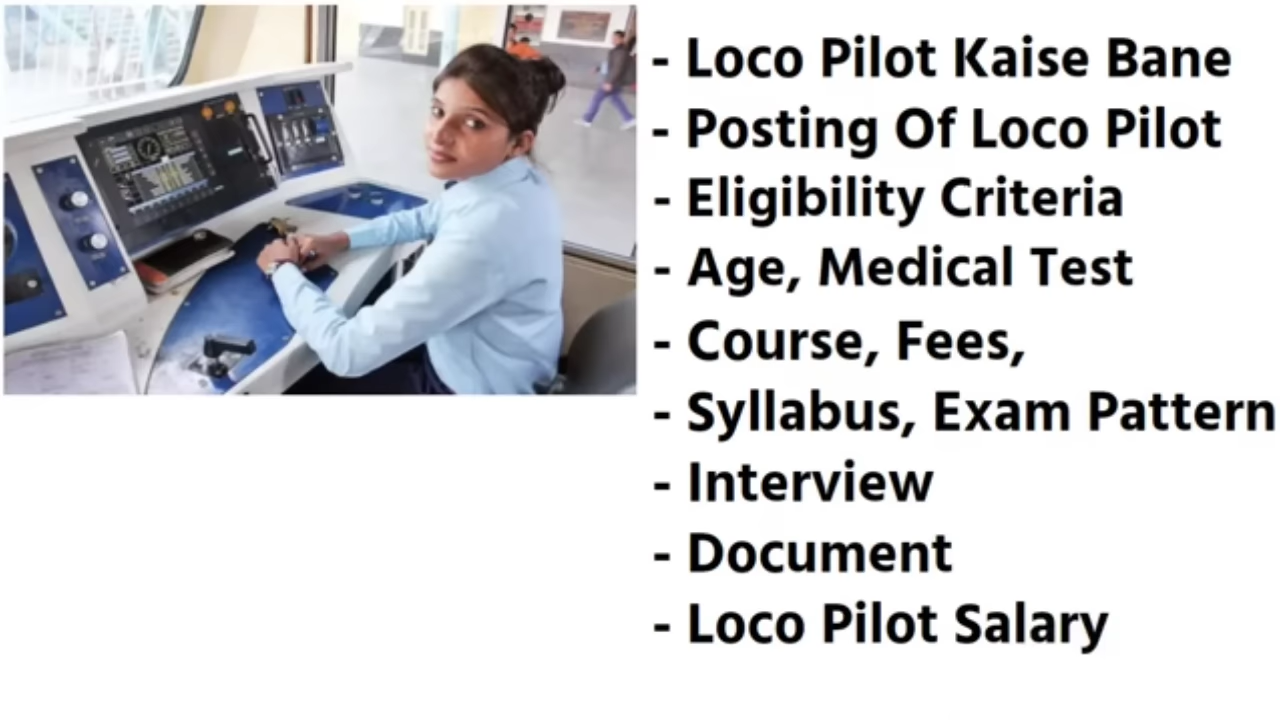 - Loco Pilot Kaise Bane
- Posting Of Loco Pilot
- Eligibility Criteria
- Age, Medical Test
- Course, Fees,
- Syllabus, Exam Pattern
- Interview
- Document
- Loco Pilot Salary